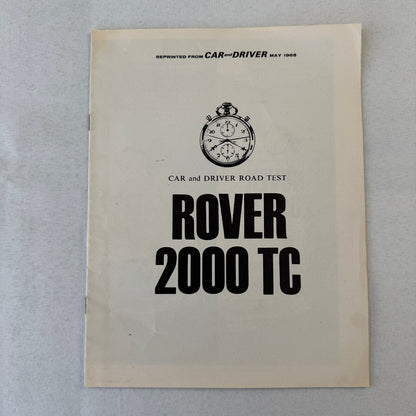 REPRINTED FROM CAR and DRIVER MAY 1966
CAR and DRIVER ROAD TEST
ROVER
2000 TC